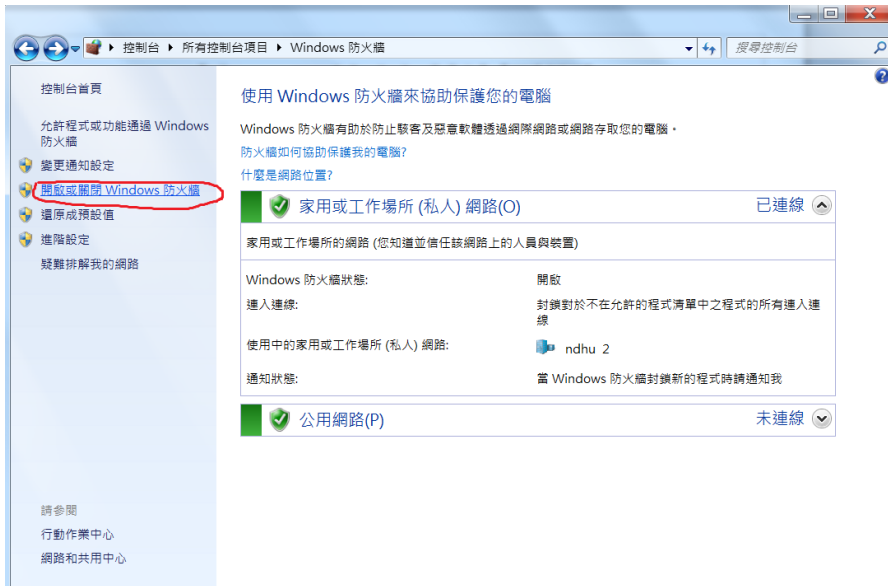 控制台 ▸ 所有控制台項目 ▸ Windows 防火牆
搜尋控制台
控制台首頁
允許程式或功能通過 Windows
防火牆
變更通知設定
開啟或關閉 Windows 防火牆
還原成預設值
進階設定
疑難排解我的網路
請參閱
行動作業中心
網路和共用中心
使用 Windows 防火牆來協助保護您的電腦
Windows 防火牆有助於防止駭客及惡意軟體透過網際網路或網路存取您的電腦。
防火牆如何協助保護我的電腦?
什麼是網路位置?
家用或工作場所 (私人) 網路(O) 已連線
家用或工作場所的網路 (您知道並信任該網路上的人員與裝置)
Windows 防火牆狀態: 開啟
連入連線: 封鎖對於不在允許的程式清單中之程式的所有連入連
線
使用中的家用或工作場所 (私人) 網路: ndhu 2
通知狀態: 當 Windows 防火牆封鎖新的程式時請通知我
公用網路(P) 未連線